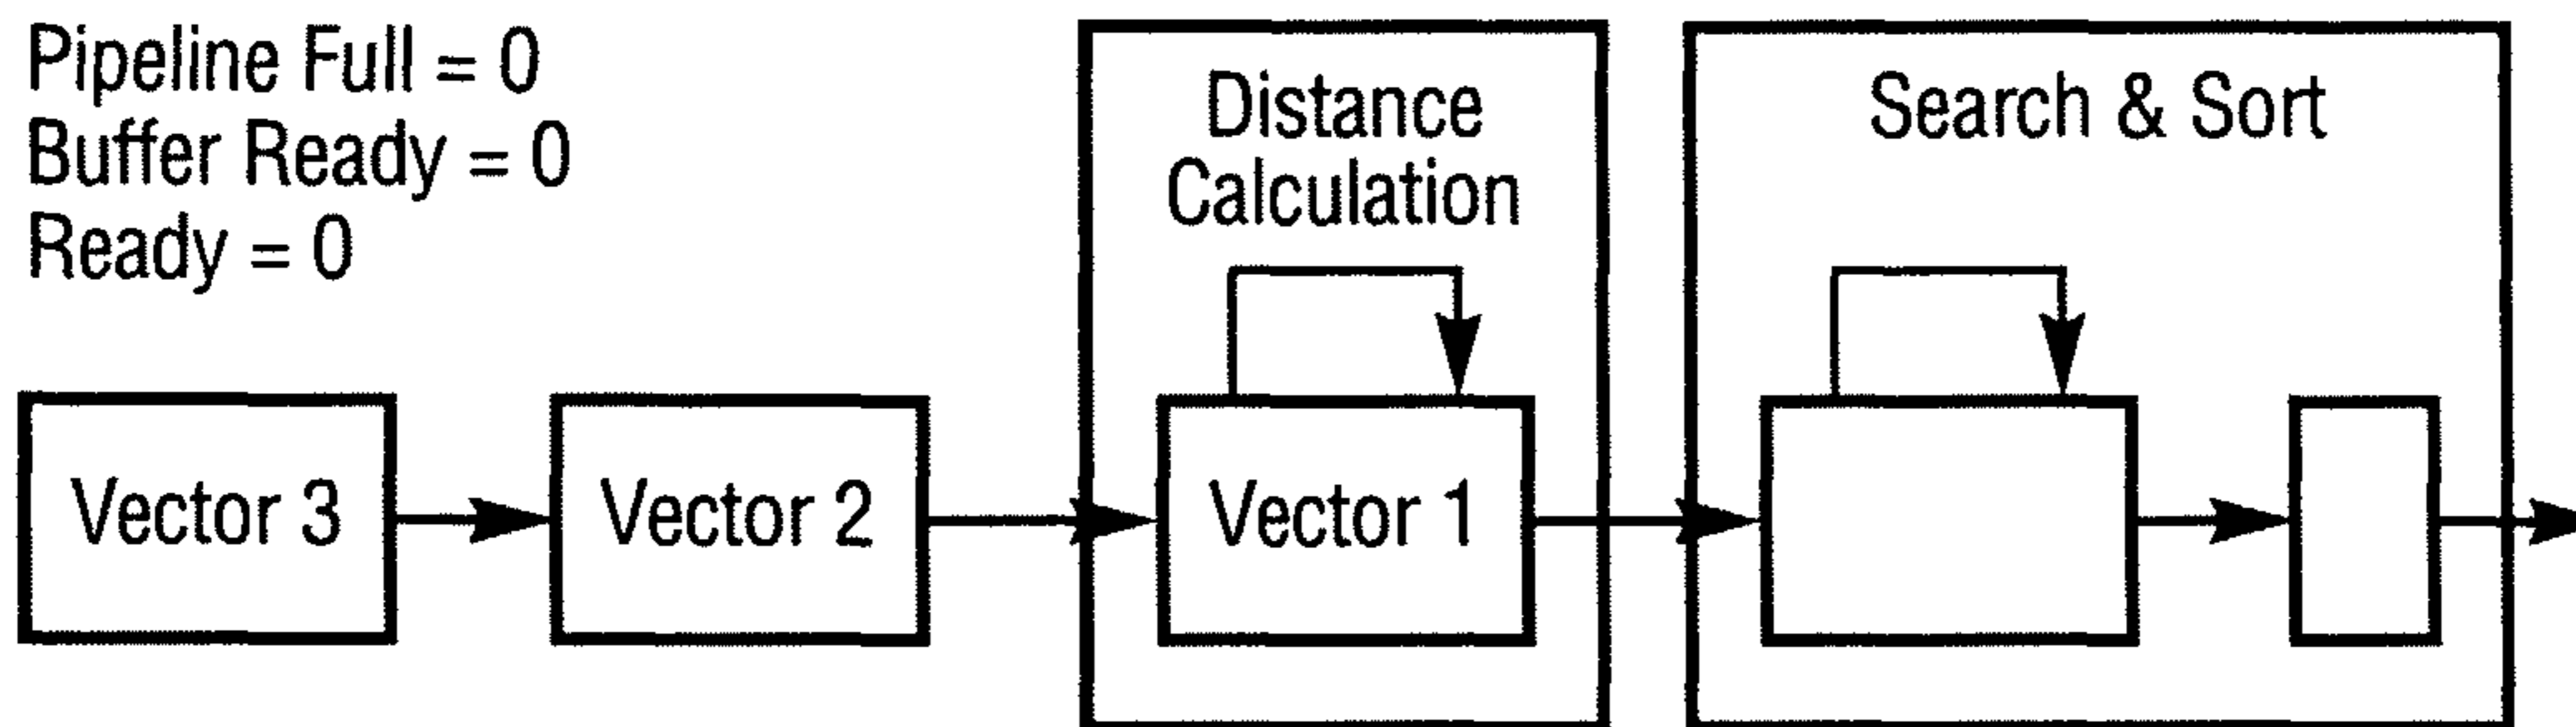 Pipeline Full = 0
Buffer Ready = 0
Ready = 0
Distance
Calculation
Search & Sort
Vector 3
Vector 2
Vector 1